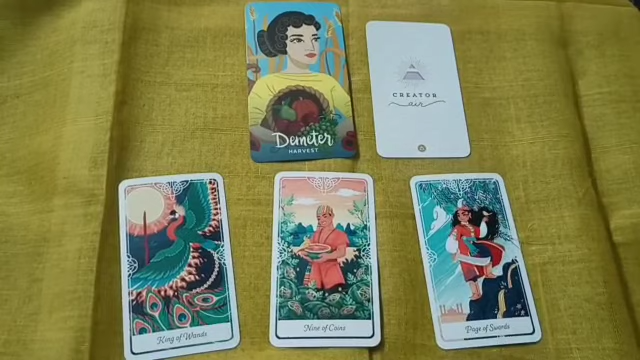 Demeter
HARVEST
CREATOR
air
King of Wands
Nine of Coins
Page of Swords